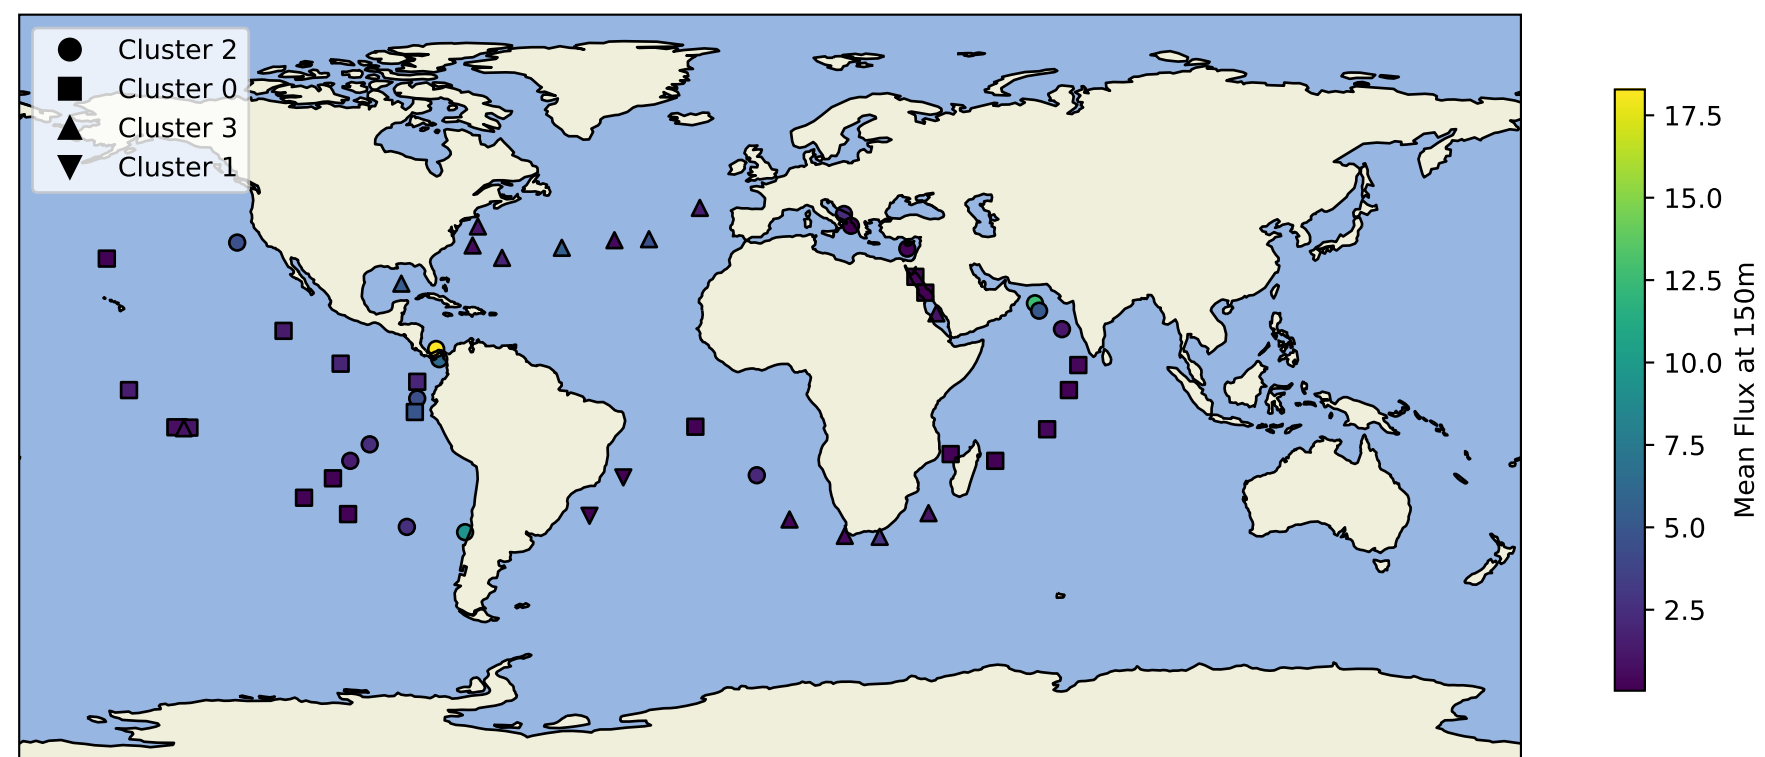 Cluster 2
Cluster 0
Cluster 3
Cluster 1
17.5
15.0
12.5
10.0
7.5
5.0
2.5
Mean Flux at 150m